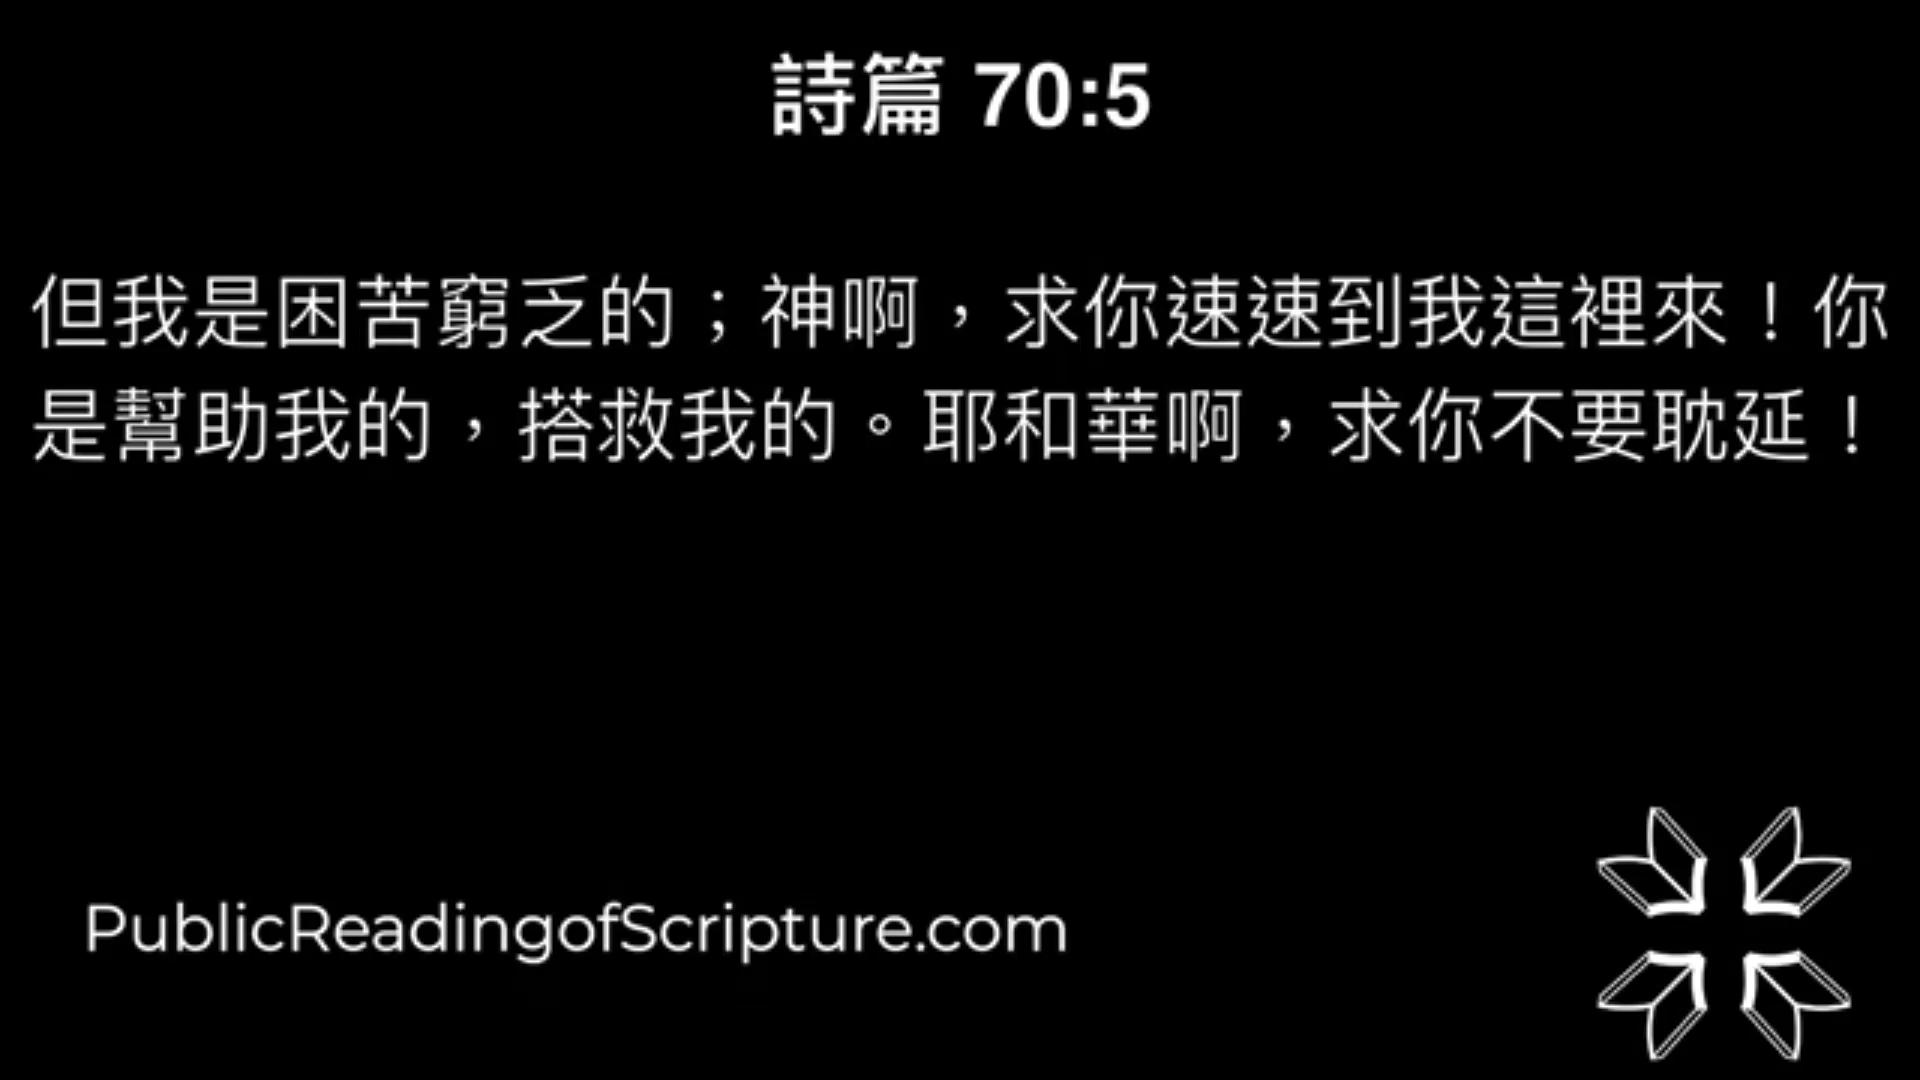 詩篇 70:5
但我是困苦窮乏的；神啊，求你速速到我這裡來！你
是幫助我的，搭救我的。耶和華啊，求你不要耽延！
PublicReadingofScripture.com